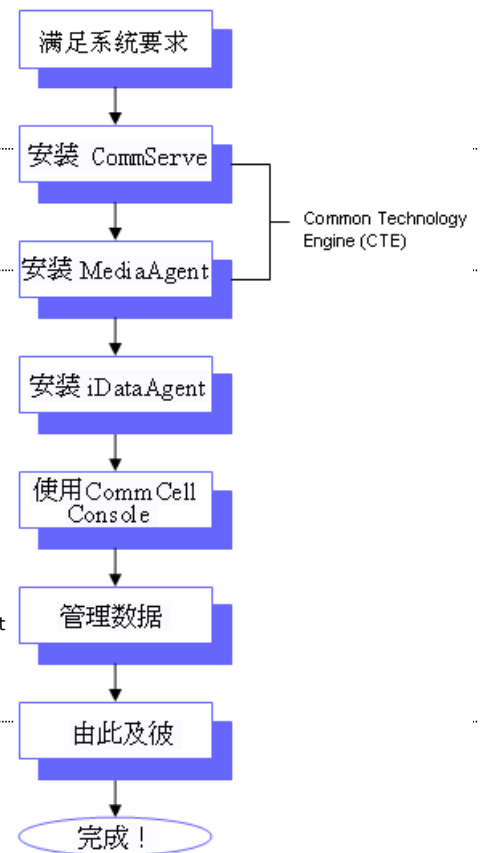 满足系统要求
安装 CommServe
Common Technology
Engine (CTE)
安装 MediaAgent
安装 iDataAgent
使用CommCell
Console
管理数据
t
由此及彼
完成！